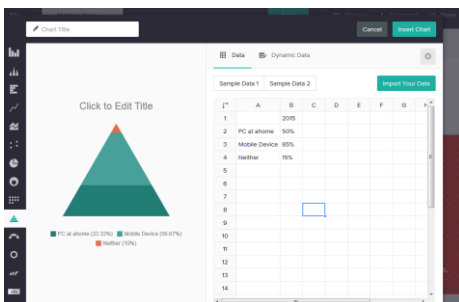 Chart Title
Cancel
Insert Chart
Data
Dynamic Data
Sample Data 1
Sample Data 2
Import Your Data
A B C D E F G
1 2015
2 PC at ahome 50%
3 Mobile Device 85%
4 Neither 15%
5
6
7
8
9
10
11
12
13
14
Click to Edit Title
PC at ahome (33.33%) Mobile Device (56.67%)
Neither (10%)